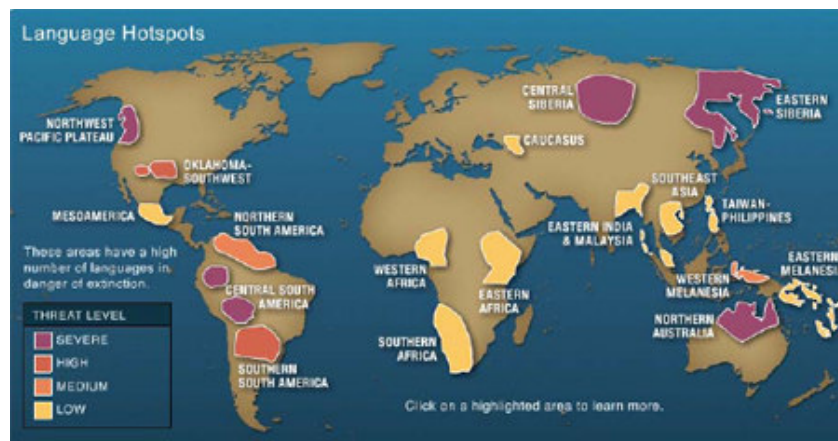 Language Hotspots
NORTHWEST
PACIFIC PLATEAU
OKLAHOMA-
SOUTHWEST
MESOAMERICA
NORTHERN
SOUTH AMERICA
CENTRAL SOUTH
AMERICA
SOUTHERN
SOUTH AMERICA
CENTRAL
SIBERIA
EASTERN
SIBERIA
CAUCASUS
SOUTHEAST
ASIA
TAIWAN-
PHILIPPINES
EASTERN INDIA
& MALAYSIA
WESTERN
AFRICA
EASTERN
AFRICA
SOUTHERN
AFRICA
WESTERN
MELANESIA
EASTERN
MELANESIA
NORTHERN
AUSTRALIA
These areas have a high
number of languages in
danger of extinction.
THREAT LEVEL
SEVERE
HIGH
MEDIUM
LOW
Click on a highlighted area to learn more.